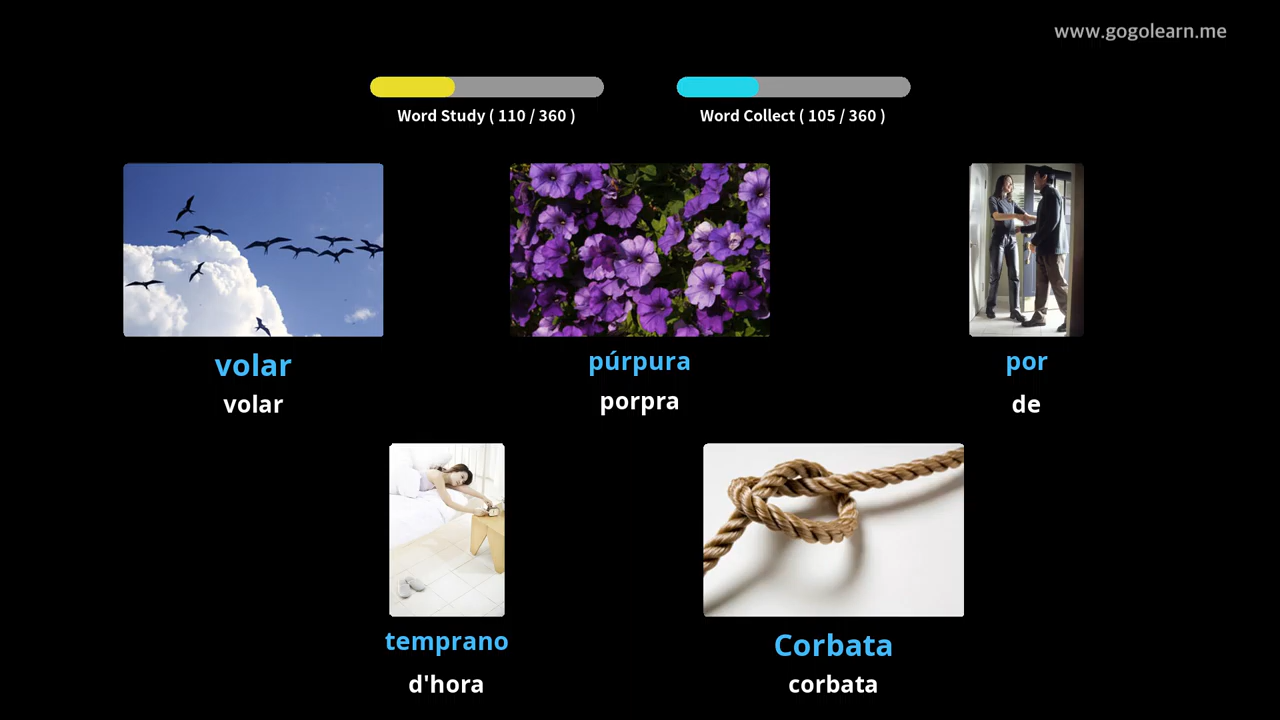 www.gogolearn.me
Word Study ( 110 / 360 )
Word Collect ( 105 / 360 )
volar
volar
púrpura
porpra
por
de
temprano
d'hora
Corbata
corbata